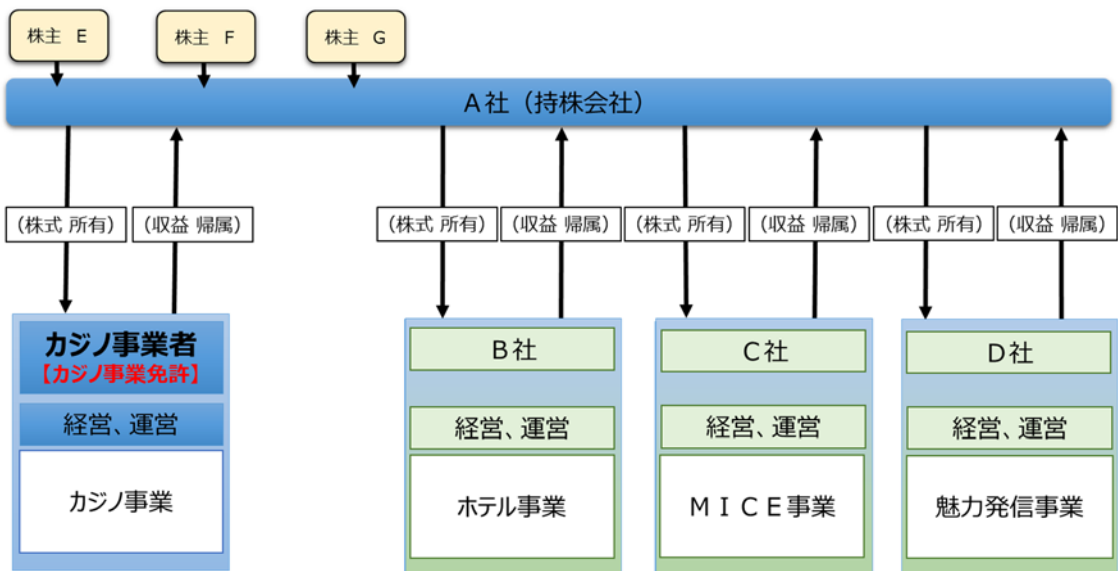 株主 E
株主 F
株主 G
A社(持株会社)
(株式 所有)
(収益 帰属)
(株式 所有)
(収益 帰属)
(株式 所有)
(収益 帰属)
(株式 所有)
(収益 帰属)
カジノ事業者
【カジノ事業免許】
経営、運営
カジノ事業
B社
経営、運営
ホテル事業
C社
経営、運営
MICE事業
D社
経営、運営
魅力発信事業